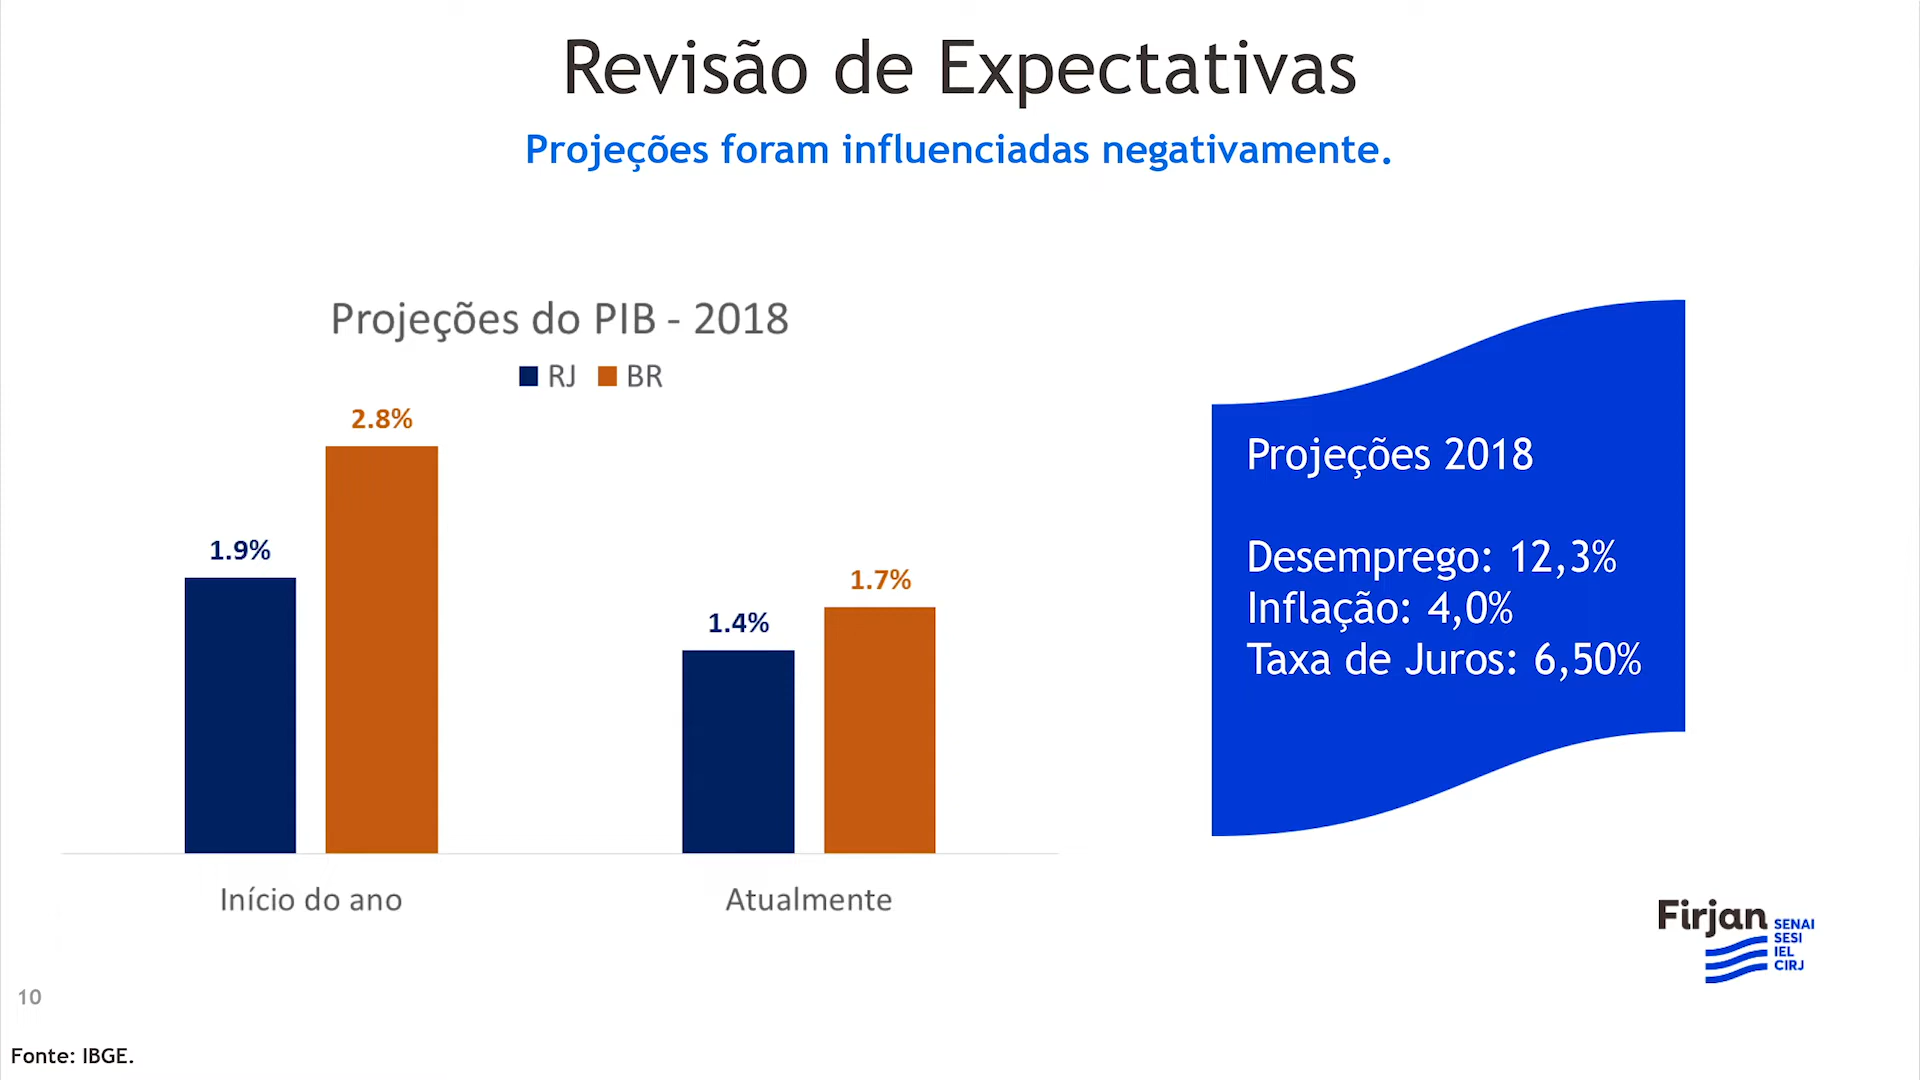 Revisão de Expectativas
Projeções foram influenciadas negativamente.
Projeções do PIB - 2018
RJ BR
2.8%
1.9%
1.7%
1.4%
Início do ano
Atualmente
Projeções 2018
Desemprego: 12,3%
Inflação: 4,0%
Taxa de Juros: 6,50%
Firjan
SENAI
SESI
IEL
CIRJ
10
Fonte: IBGE.